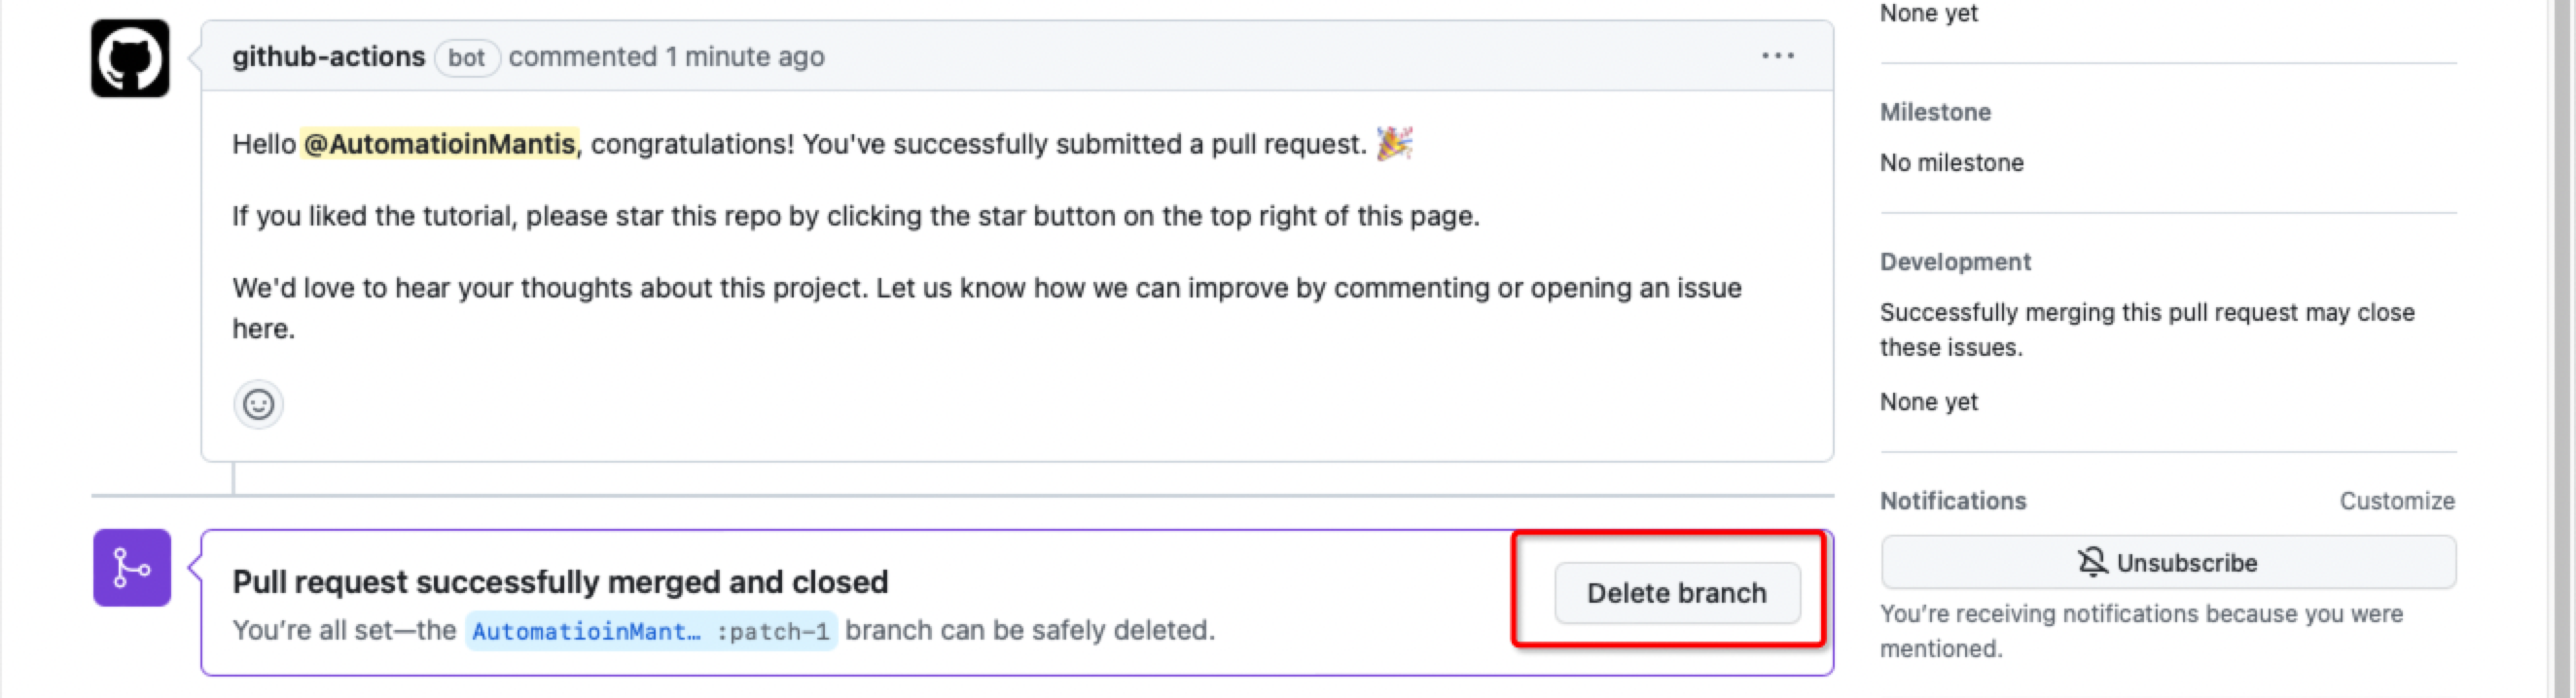 github-actions bot commented 1 minute ago
Hello @AutomatioinMantis, congratulations! You've successfully submitted a pull request. 🎉
If you liked the tutorial, please star this repo by clicking the star button on the top right of this page.
We'd love to hear your thoughts about this project. Let us know how we can improve by commenting or opening an issue
here.
Pull request successfully merged and closed
You're all set—the AutomatioinMant… :patch-1 branch can be safely deleted.
Delete branch
None yet
Milestone
No milestone
Development
Successfully merging this pull request may close
these issues.
None yet
Notifications
Customize
Unsubscribe
You're receiving notifications because you were
mentioned.